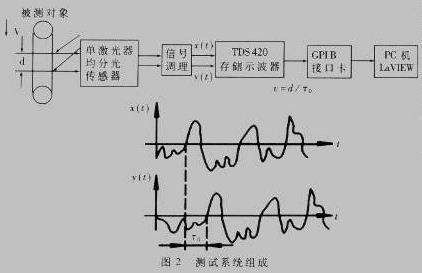 被测对象
V
d
单激光器
均分光
传感器
信号
调理
x(t)
y(t)
TDS 420
存储示波器
GPIB
接口卡
PC 机
LaVIEW
v=d/τ₀
x(t)
t
y(t)
t
τ₀
图 2 测试系统组成